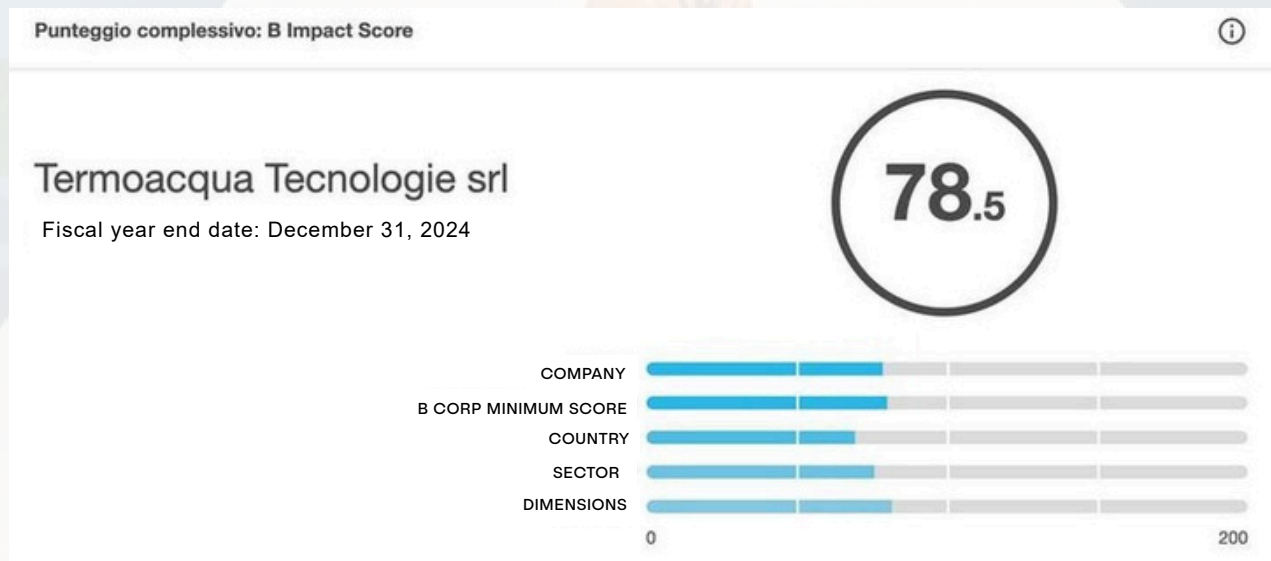 Punteggio complessivo: B Impact Score
Termoacqua Tecnologie srl
Fiscal year end date: December 31, 2024
78.5
COMPANY
B CORP MINIMUM SCORE
COUNTRY
SECTOR
DIMENSIONS
0 200